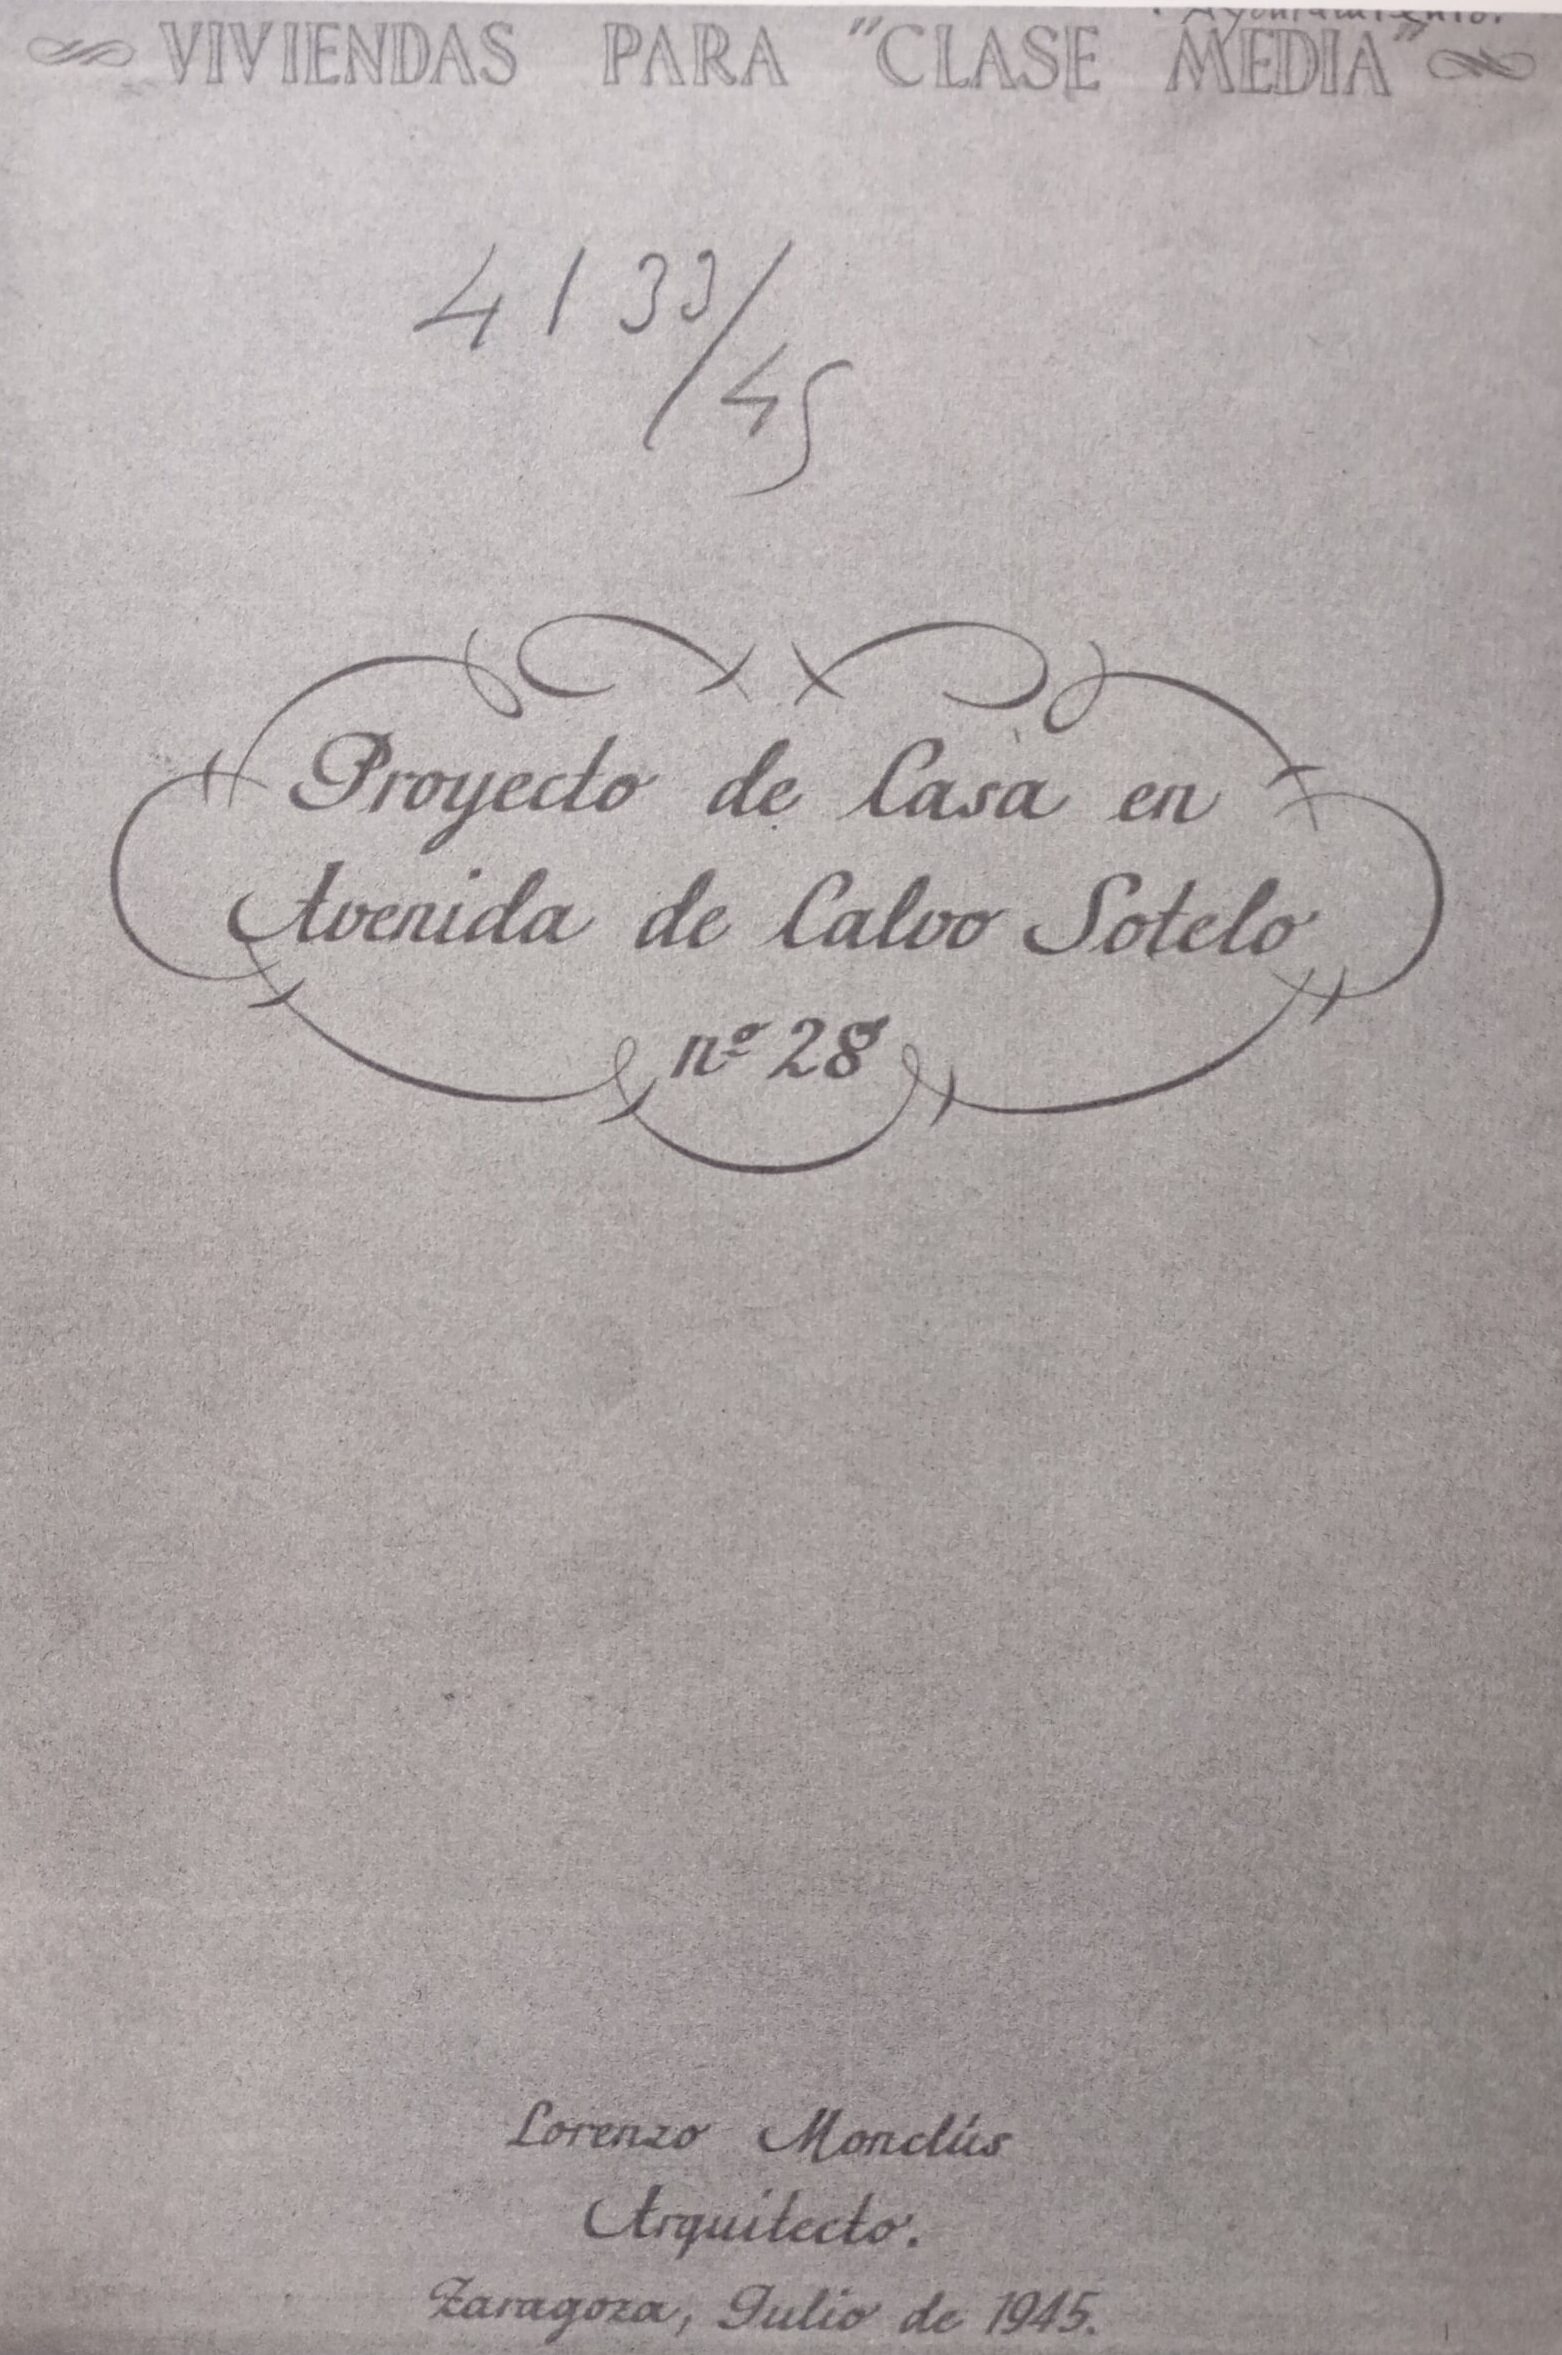 Ayuntamiento.
VIVIENDAS PARA "CLASE MEDIA"
4133/45
Proyecto de Casa en
Avenida de Calvo Sotelo
nº 28
Lorenzo Monclús
Arquitecto.
Zaragoza, Julio de 1945.